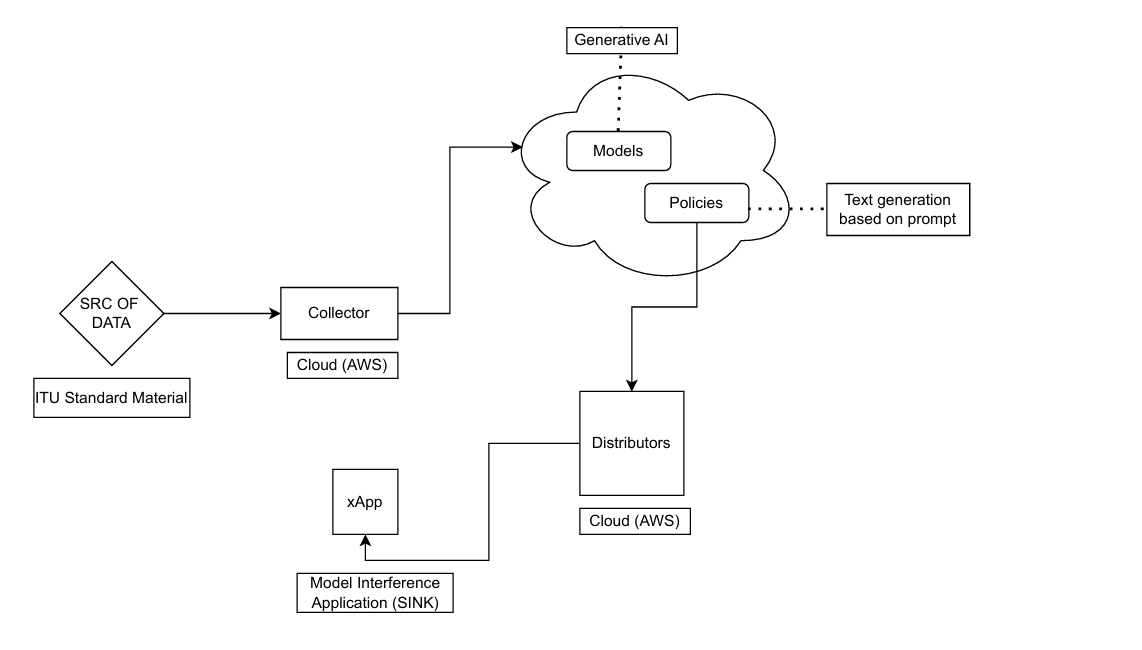 Generative AI
Models
Policies
Text generation
based on prompt
SRC OF
DATA
Collector
Cloud (AWS)
ITU Standard Material
Distributors
Cloud (AWS)
xApp
Model Interference
Application (SINK)